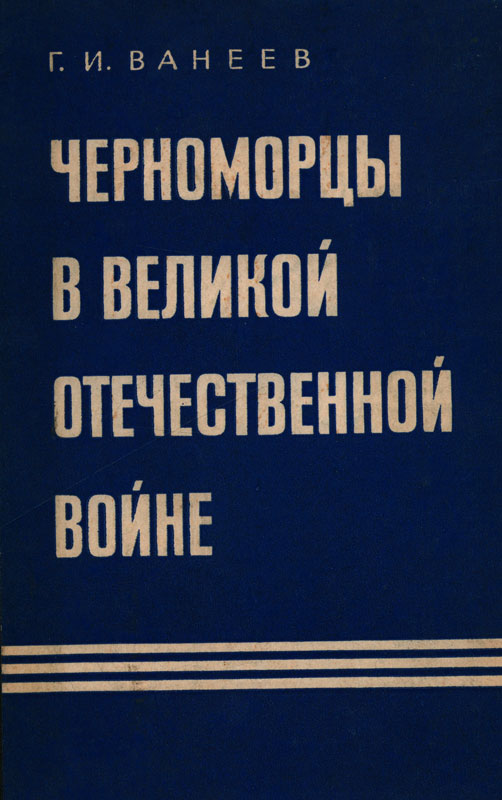 Г. И. ВАНЕЕВ
ЧЕРНОМОРЦЫ
В ВЕЛИКОЙ
ОТЕЧЕСТВЕННОЙ
ВОЙНЕ